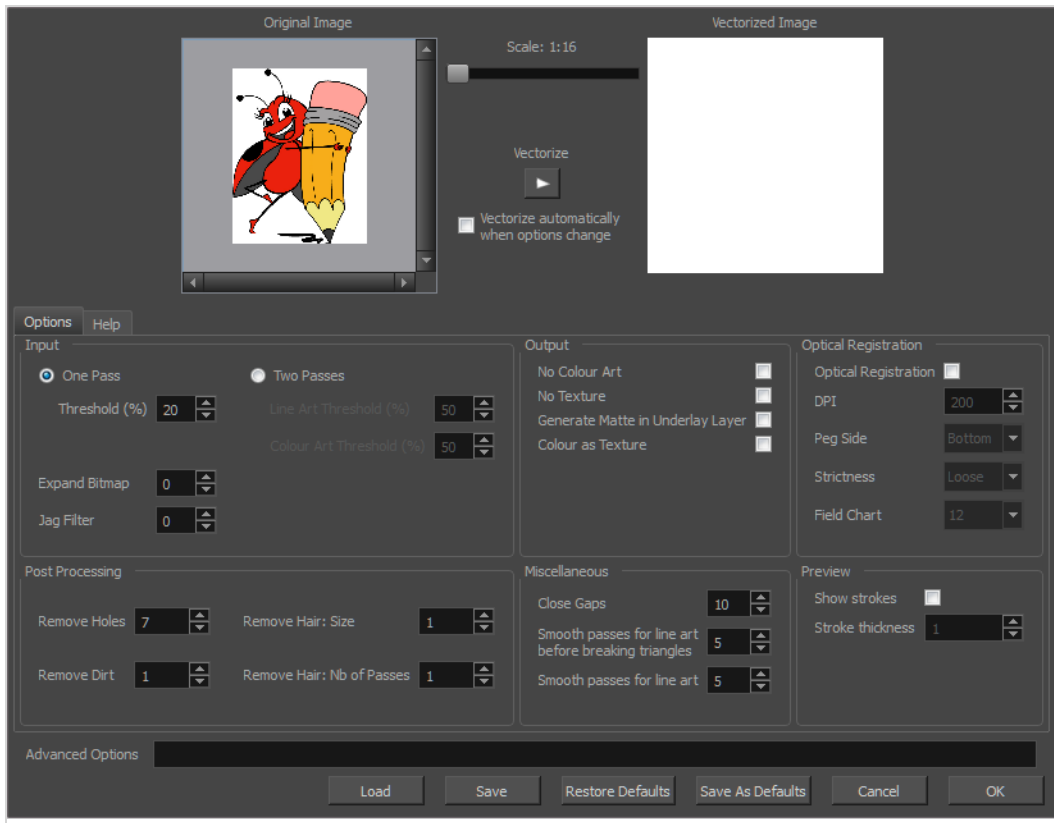 Original Image
Vectorized Image
Scale: 1:16
Vectorize
Vectorize automatically
when options change
Options
Help
Input
One Pass
Two Passes
Threshold (%) 20
Line Art Threshold (%) 50
Colour Art Threshold (%) 50
Expand Bitmap 0
Jag Filter 0
Output
No Colour Art
No Texture
Generate Matte in Underlay Layer
Colour as Texture
Optical Registration
Optical Registration
DPI 200
Peg Side Bottom
Strictness Loose
Field Chart 12
Post Processing
Remove Holes 7
Remove Hair: Size 1
Remove Dirt 1
Remove Hair: Nb of Passes 1
Miscellaneous
Close Gaps 10
Smooth passes for line art
before breaking triangles 5
Smooth passes for line art 5
Preview
Show strokes
Stroke thickness 1
Advanced Options
Load
Save
Restore Defaults
Save As Defaults
Cancel
OK